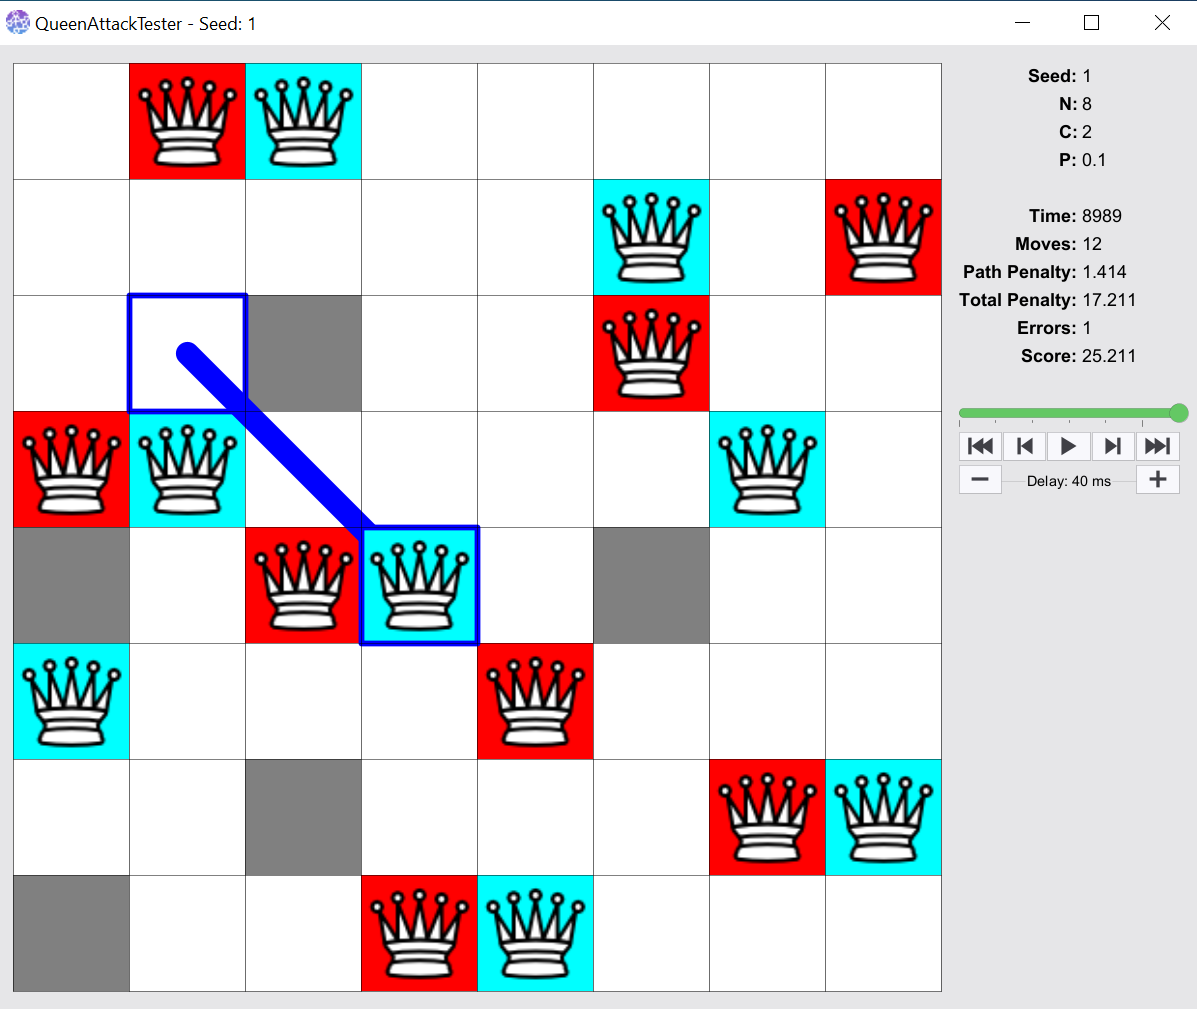 QueenAttackTester - Seed: 1
Seed: 1
N: 8
C: 2
P: 0.1
Time: 8989
Moves: 12
Path Penalty: 1.414
Total Penalty: 17.211
Errors: 1
Score: 25.211
Delay: 40 ms